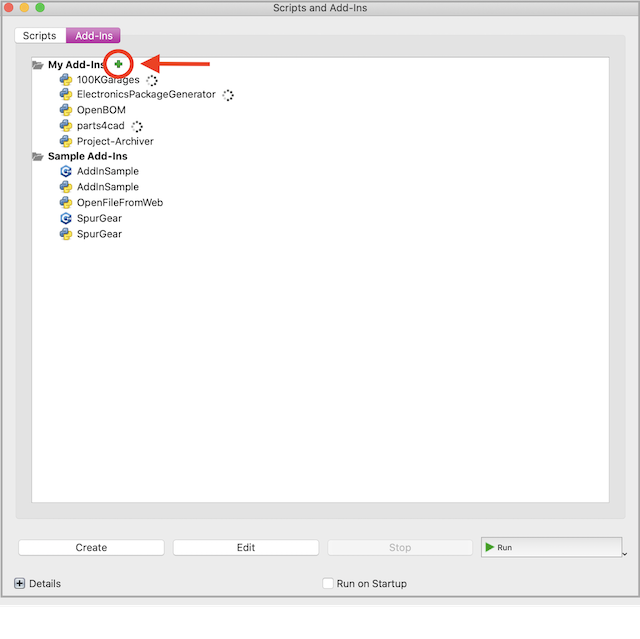 Scripts and Add-Ins
Scripts Add-Ins
My Add-Ins
100KGarages
ElectronicsPackageGenerator
OpenBOM
parts4cad
Project-Archiver
Sample Add-Ins
AddInSample
AddInSample
OpenFileFromWeb
SpurGear
SpurGear
Create Edit Stop Run
Details Run on Startup